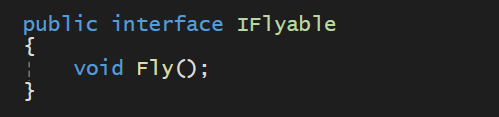 public interface IFlyable
{
    void Fly();
}